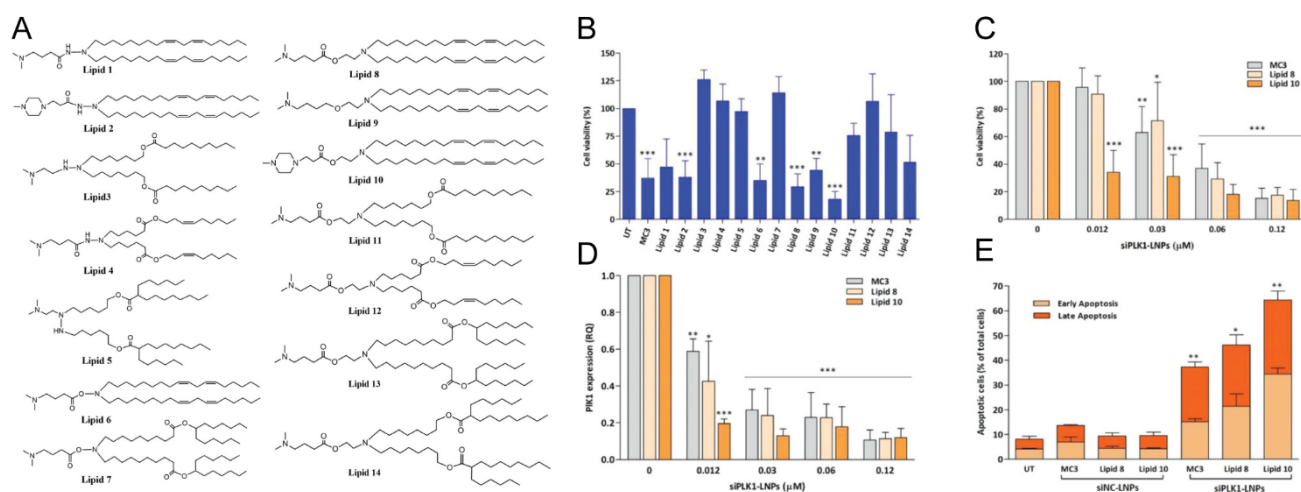 A
Lipid 1
Lipid 2
Lipid3
Lipid 4
Lipid 5
Lipid 6
Lipid 7
Lipid 8
Lipid 9
Lipid 10
Lipid 11
Lipid 12
Lipid 13
Lipid 14
B
Cell viability (%)
150
125
100
75
50
25
0
*** *** ** *** ** ***
UT MC3 Lipid 1 Lipid 2 Lipid 3 Lipid 4 Lipid 5 Lipid 6 Lipid 7 Lipid 8 Lipid 9 Lipid 10 Lipid 11 Lipid 12 Lipid 13 Lipid 14
C
MC3
Lipid 8
Lipid 10
Cell viability (%)
120
100
80
60
40
20
0
*** ** * *** ***
0 0.012 0.03 0.06 0.12
siPLK1-LNPs (μM)
D
MC3
Lipid 8
Lipid 10
PlK1 expression (RQ)
1.0
0.8
0.6
0.4
0.2
0.0
** * *** ***
0 0.012 0.03 0.06 0.12
siPLK1-LNPs (μM)
E
Early Apoptosis
Late Apoptosis
Apoptotic cells (% of total cells)
70
60
50
40
30
20
10
0
** * **
UT MC3 Lipid 8 Lipid 10 MC3 Lipid 8 Lipid 10
siNC-LNPs siPLK1-LNPs